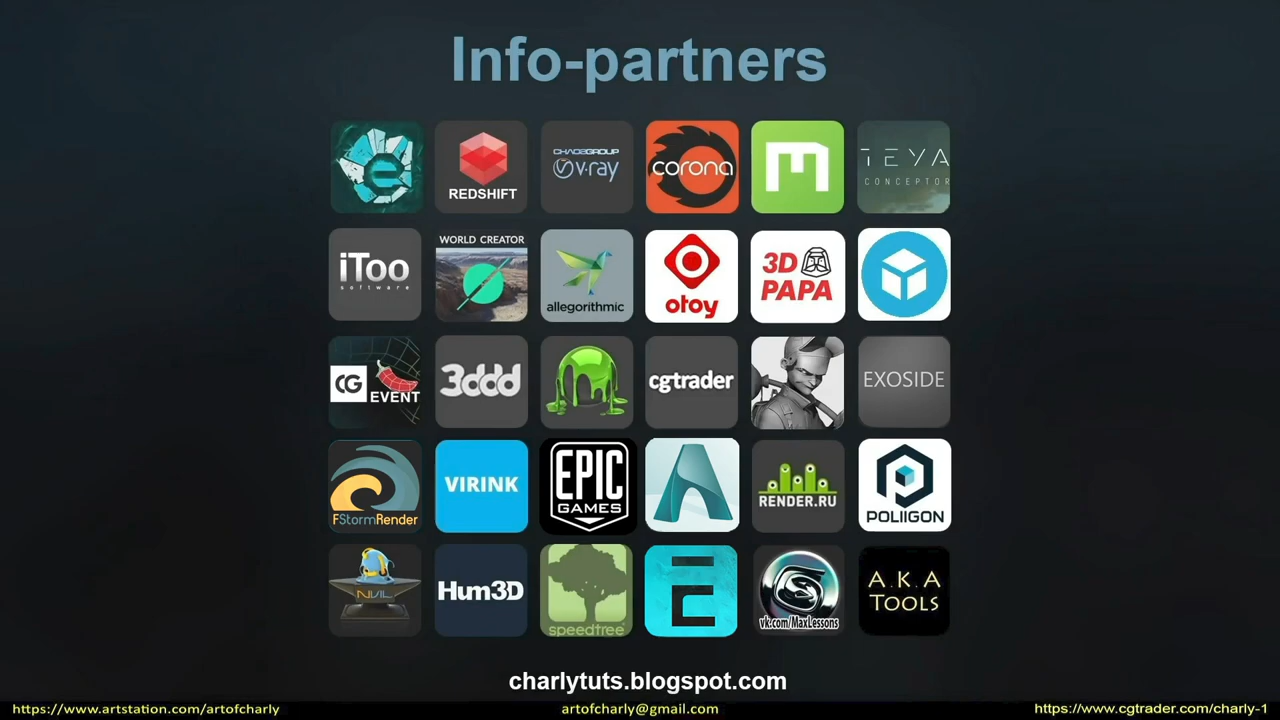 Info-partners
e
REDSHIFT
CHAOSGROUP
v·ray
corona
m
TEYA
CONCEPTOR
iToo
software
WORLD CREATOR
allegorithmic
otoy
3D
PAPA
CG
EVENT
3ddd
cgtrader
EXOSIDE
FStormRender
VIRINK
EPIC
GAMES
RENDER.RU
POLIIGON
NVIL
Hum3D
speedtree
E
S
vk.com/MaxLessons
A.K.A
TOOLS
charlytuts.blogspot.com
https://www.artstation.com/artofcharly
artofcharly@gmail.com
https://www.cgtrader.com/charly-1